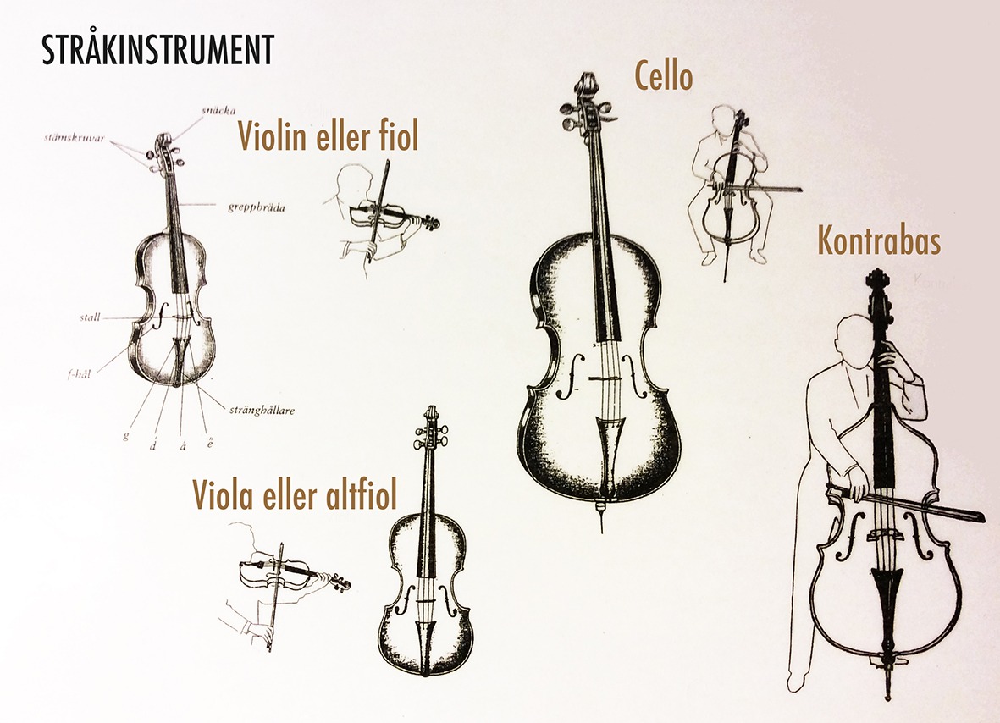 STRÅKINSTRUMENT
Cello
snäcka
Violin eller fiol
stämskruvar
greppbräda
Kontrabas
stall
f-hål
stränghållare
g
d
á
e̋
Viola eller altfiol